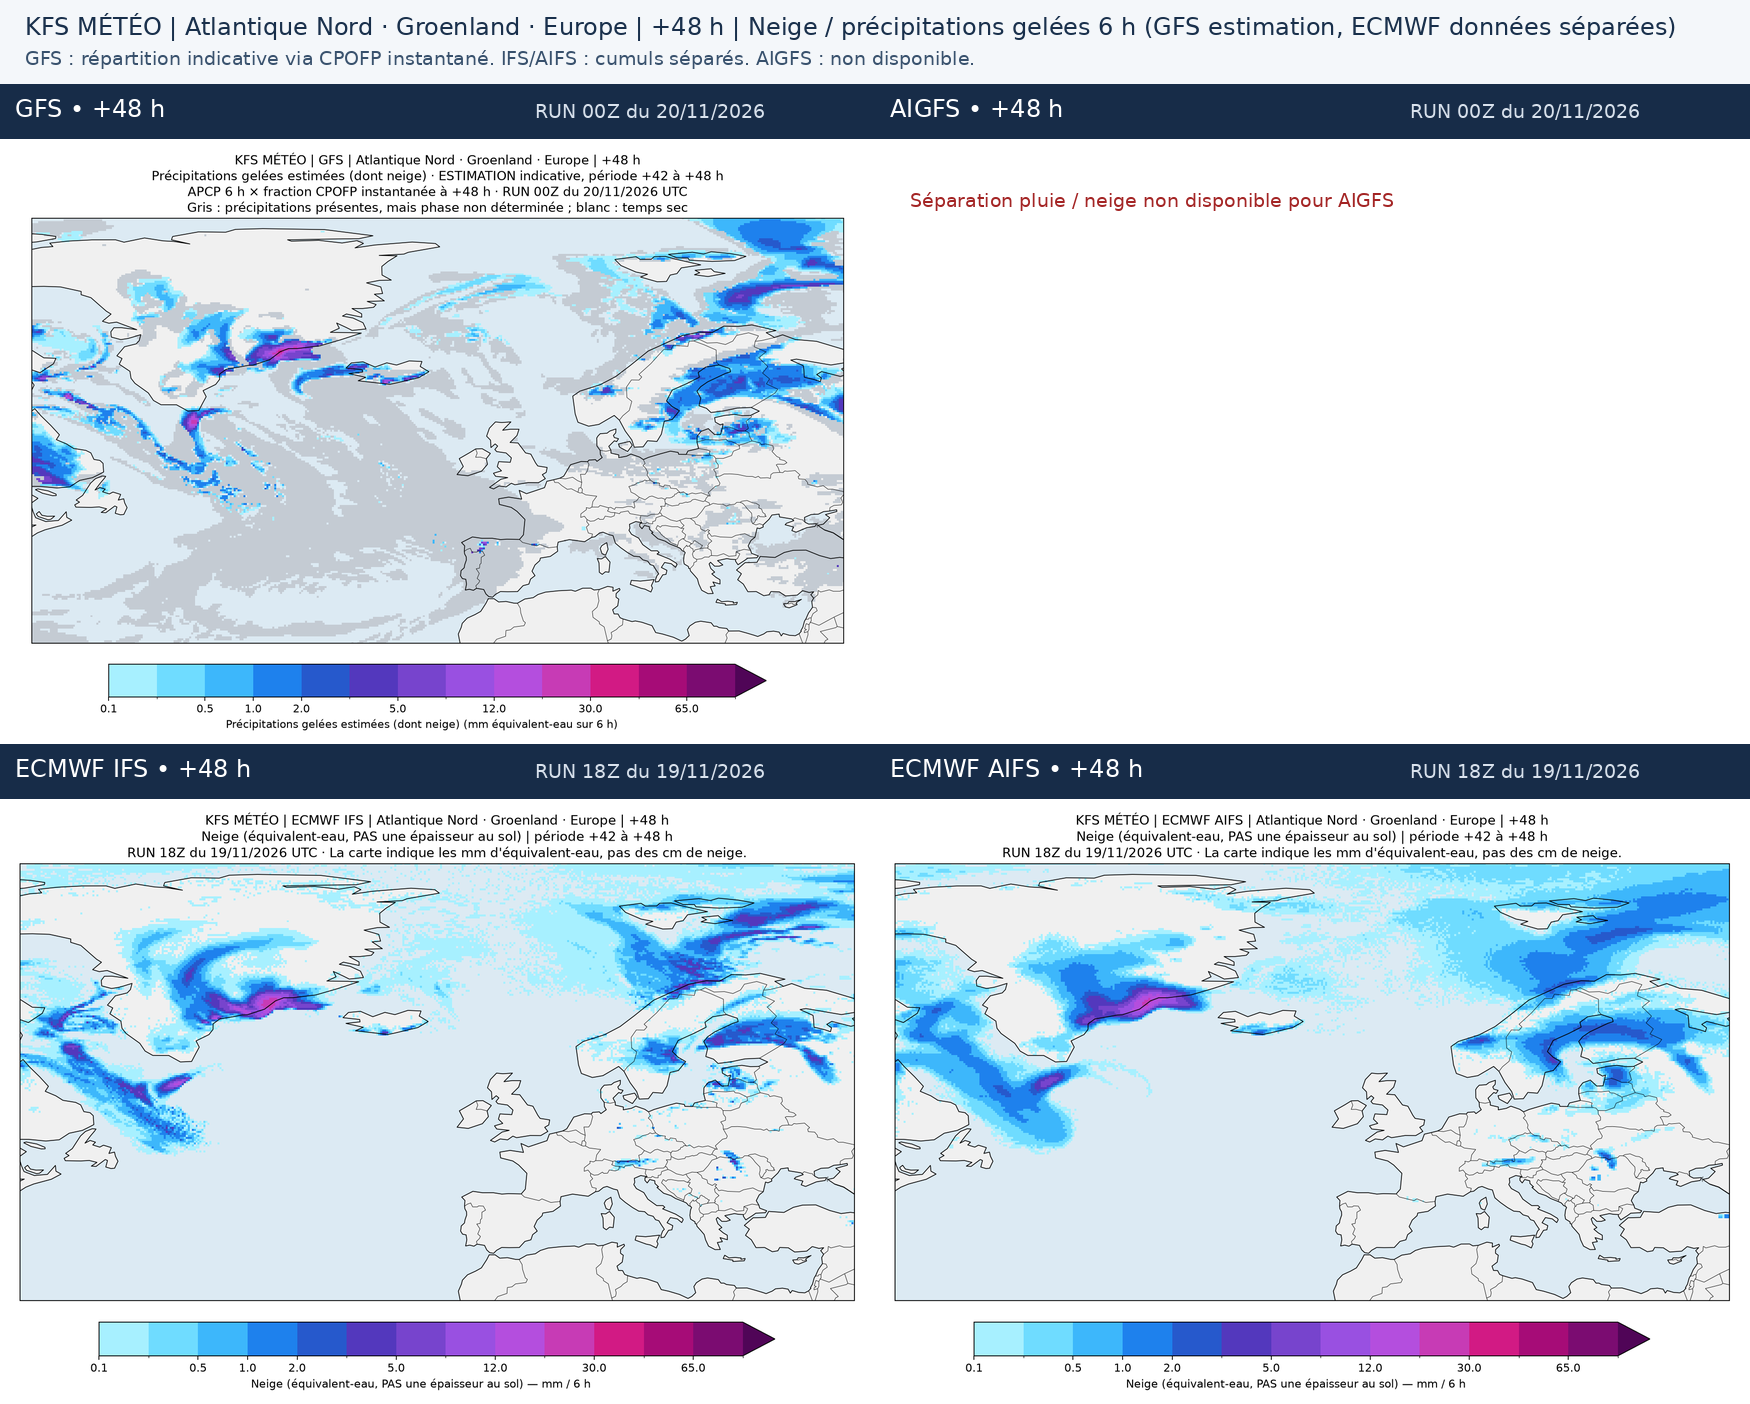 KFS MÉTÉO | Atlantique Nord · Groenland · Europe | +48 h | Neige / précipitations gelées 6 h (GFS estimation, ECMWF données séparées)
GFS : répartition indicative via CPOFP instantané. IFS/AIFS : cumuls séparés. AIGFS : non disponible.
GFS • +48 h
RUN 00Z du 20/11/2026
AIGFS • +48 h
RUN 00Z du 20/11/2026
KFS MÉTÉO | GFS | Atlantique Nord · Groenland · Europe | +48 h
Précipitations gelées estimées (dont neige) · ESTIMATION indicative, période +42 à +48 h
APCP 6 h × fraction CPOFP instantanée à +48 h · RUN 00Z du 20/11/2026 UTC
Gris : précipitations présentes, mais phase non déterminée ; blanc : temps sec
Séparation pluie / neige non disponible pour AIGFS
0.1 0.5 1.0 2.0 5.0 12.0 30.0 65.0
Précipitations gelées estimées (dont neige) (mm équivalent-eau sur 6 h)
ECMWF IFS • +48 h
RUN 18Z du 19/11/2026
ECMWF AIFS • +48 h
RUN 18Z du 19/11/2026
KFS MÉTÉO | ECMWF IFS | Atlantique Nord · Groenland · Europe | +48 h
Neige (équivalent-eau, PAS une épaisseur au sol) | période +42 à +48 h
RUN 18Z du 19/11/2026 UTC · La carte indique les mm d'équivalent-eau, pas des cm de neige.
KFS MÉTÉO | ECMWF AIFS | Atlantique Nord · Groenland · Europe | +48 h
Neige (équivalent-eau, PAS une épaisseur au sol) | période +42 à +48 h
RUN 18Z du 19/11/2026 UTC · La carte indique les mm d'équivalent-eau, pas des cm de neige.
0.1 0.5 1.0 2.0 5.0 12.0 30.0 65.0
Neige (équivalent-eau, PAS une épaisseur au sol) — mm / 6 h
0.1 0.5 1.0 2.0 5.0 12.0 30.0 65.0
Neige (équivalent-eau, PAS une épaisseur au sol) — mm / 6 h